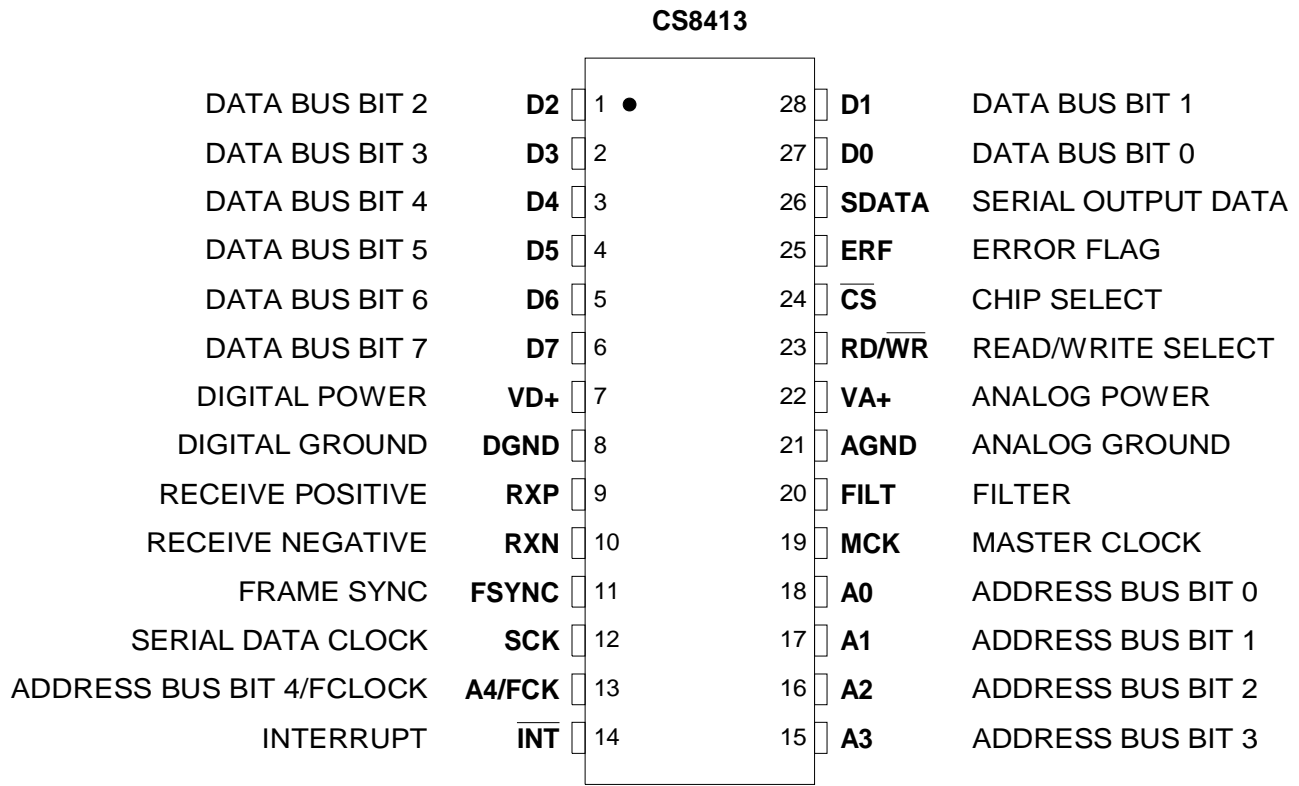 CS8413
DATA BUS BIT 2 D2 1 28 D1 DATA BUS BIT 1
DATA BUS BIT 3 D3 2 27 D0 DATA BUS BIT 0
DATA BUS BIT 4 D4 3 26 SDATA SERIAL OUTPUT DATA
DATA BUS BIT 5 D5 4 25 ERF ERROR FLAG
DATA BUS BIT 6 D6 5 24 C̅S̅ CHIP SELECT
DATA BUS BIT 7 D7 6 23 RD/W̅R̅ READ/WRITE SELECT
DIGITAL POWER VD+ 7 22 VA+ ANALOG POWER
DIGITAL GROUND DGND 8 21 AGND ANALOG GROUND
RECEIVE POSITIVE RXP 9 20 FILT FILTER
RECEIVE NEGATIVE RXN 10 19 MCK MASTER CLOCK
FRAME SYNC FSYNC 11 18 A0 ADDRESS BUS BIT 0
SERIAL DATA CLOCK SCK 12 17 A1 ADDRESS BUS BIT 1
ADDRESS BUS BIT 4/FCLOCK A4/FCK 13 16 A2 ADDRESS BUS BIT 2
INTERRUPT I̅N̅T̅ 14 15 A3 ADDRESS BUS BIT 3